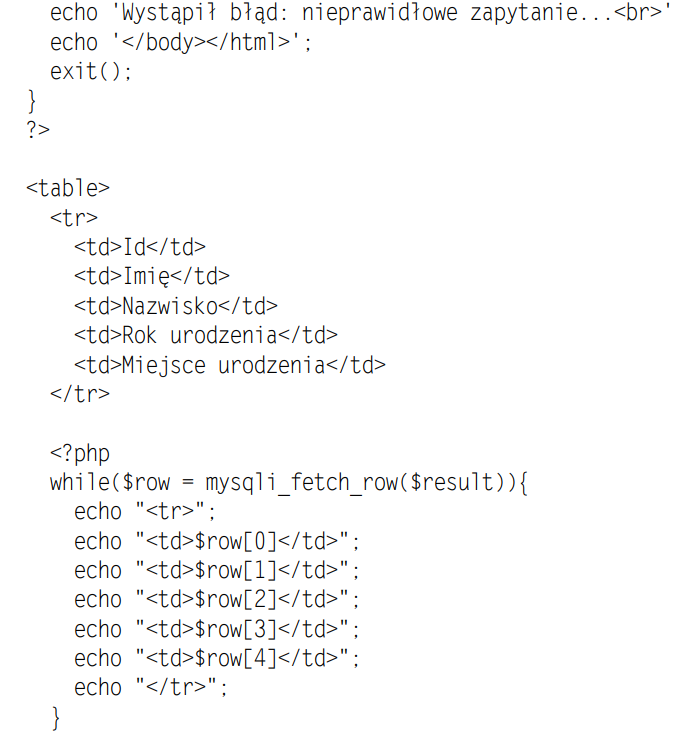 echo 'Wystąpił błąd: nieprawidłowe zapytanie...<br>'
echo '</body></html>';
exit();
}
?>
<table>
<tr>
<td>Id</td>
<td>Imię</td>
<td>Nazwisko</td>
<td>Rok urodzenia</td>
<td>Miejsce urodzenia</td>
</tr>
<?php
while($row = mysqli_fetch_row($result)){
echo "<tr>";
echo "<td>$row[0]</td>";
echo "<td>$row[1]</td>";
echo "<td>$row[2]</td>";
echo "<td>$row[3]</td>";
echo "<td>$row[4]</td>";
echo "</tr>";
}